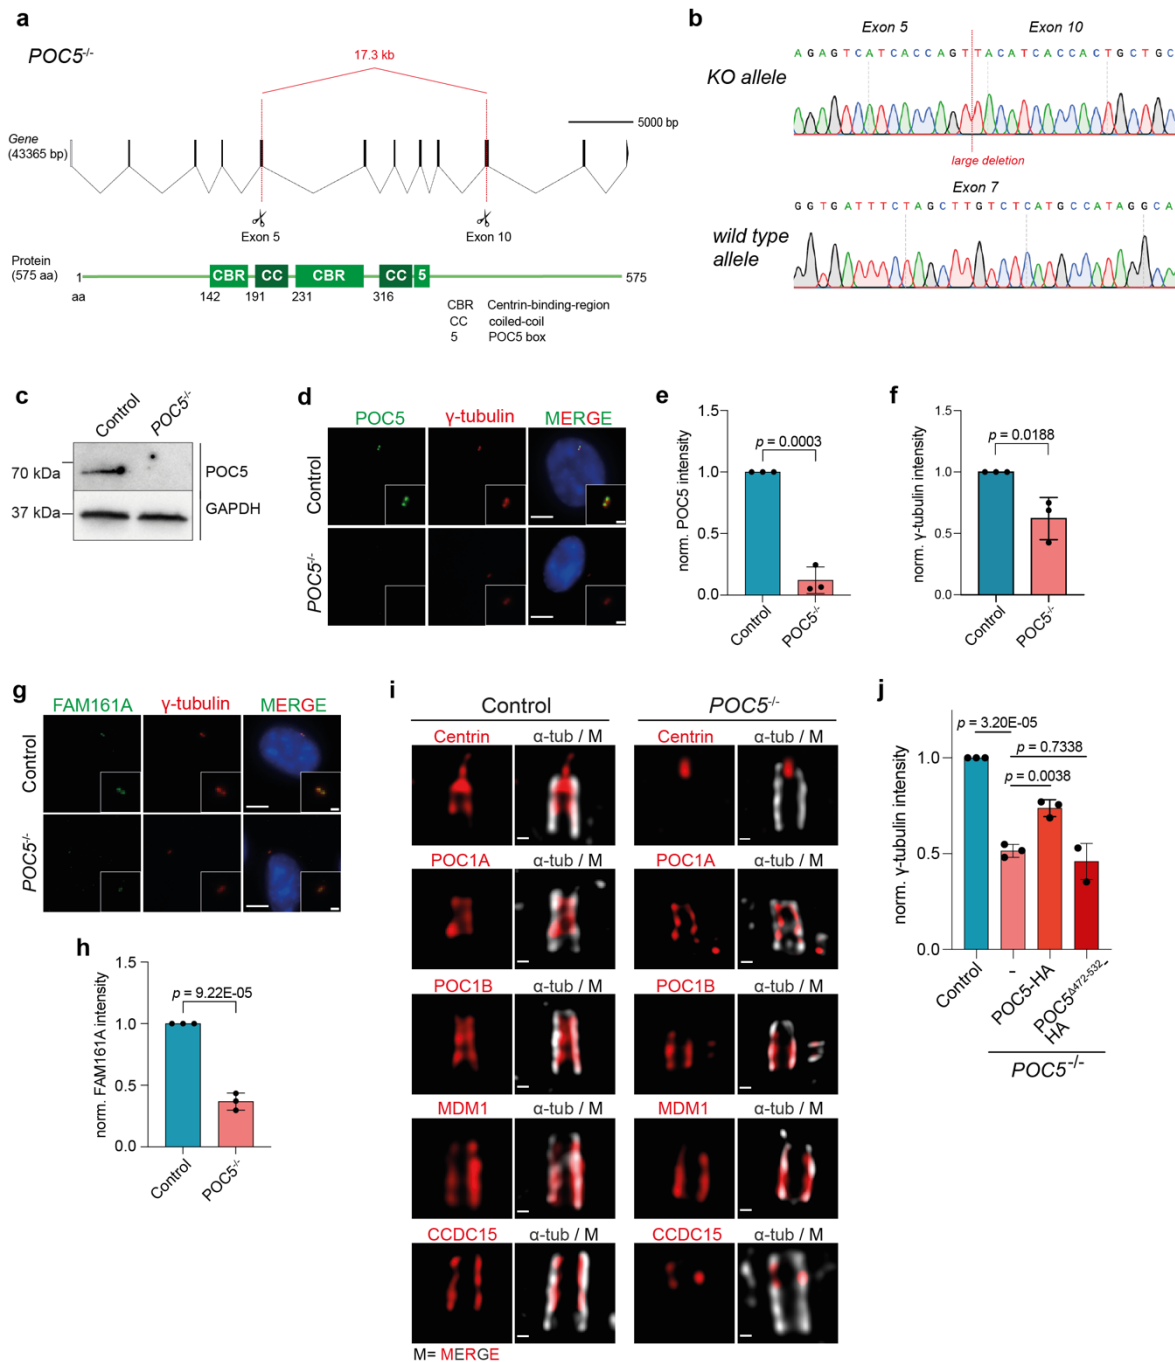 a
POC5-/-
17.3 kb
5000 bp
Gene
(43365 bp)
Exon 5
Exon 10
Protein
(575 aa)
1
CBR
CC
CBR
CC
5
575
aa
142
191
231
316
CBR Centrin-binding-region
CC coiled-coil
5 POC5 box
b
Exon 5
Exon 10
AGAGTCATCACCAGTTACATCACCACTGCTGC
KO allele
large deletion
Exon 7
GGTGATTTCTAGCTTGTCTCATGCCATAGGCA
wild type
allele
c
Control
POC5-/-
70 kDa
POC5
37 kDa
GAPDH
d
POC5
γ-tubulin
MERGE
Control
POC5-/-
e
norm. POC5 intensity
1.5
1.0
0.5
0.0
p = 0.0003
Control
POC5-/-
f
norm. γ-tubulin intensity
1.5
1.0
0.5
0.0
p = 0.0188
Control
POC5-/-
g
FAM161A
γ-tubulin
MERGE
Control
POC5-/-
h
norm. FAM161A intensity
1.5
1.0
0.5
0.0
p = 9.22E-05
Control
POC5-/-
i
Control
POC5-/-
Centrin
α-tub / M
Centrin
α-tub / M
POC1A
α-tub / M
POC1A
α-tub / M
POC1B
α-tub / M
POC1B
α-tub / M
MDM1
α-tub / M
MDM1
α-tub / M
CCDC15
α-tub / M
CCDC15
α-tub / M
M= MERGE
j
norm. γ-tubulin intensity
1.0
0.5
0.0
p = 3.20E-05
p = 0.7338
p = 0.0038
Control
-
POC5-HA
POC5Δ472-532-
HA
POC5-/-